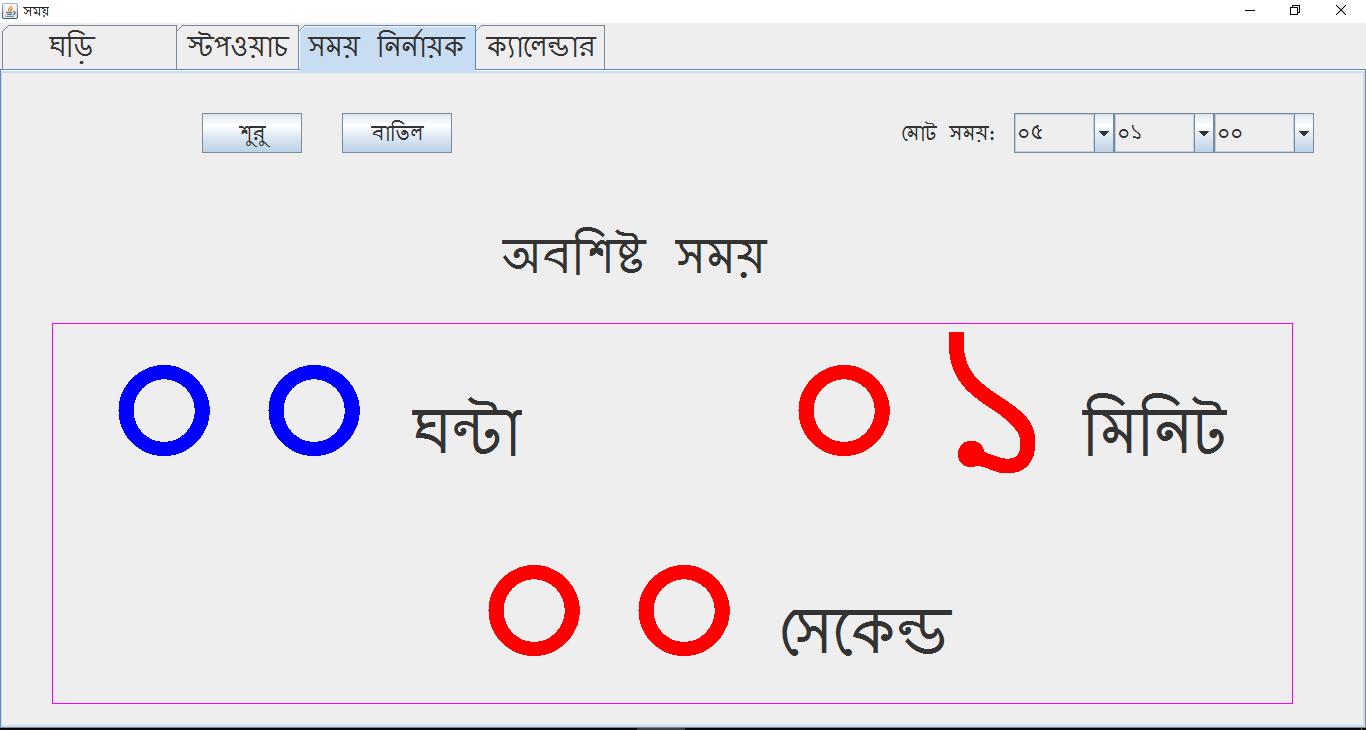 সময়
ঘড়ি স্টপওয়াচ সময় নির্নায়ক ক্যালেন্ডার
শুরু বাতিল মোট সময়: ০৫ ০১ ০০
অবশিষ্ট সময়
০ ০ ঘন্টা ০ ১ মিনিট
০ ০ সেকেন্ড